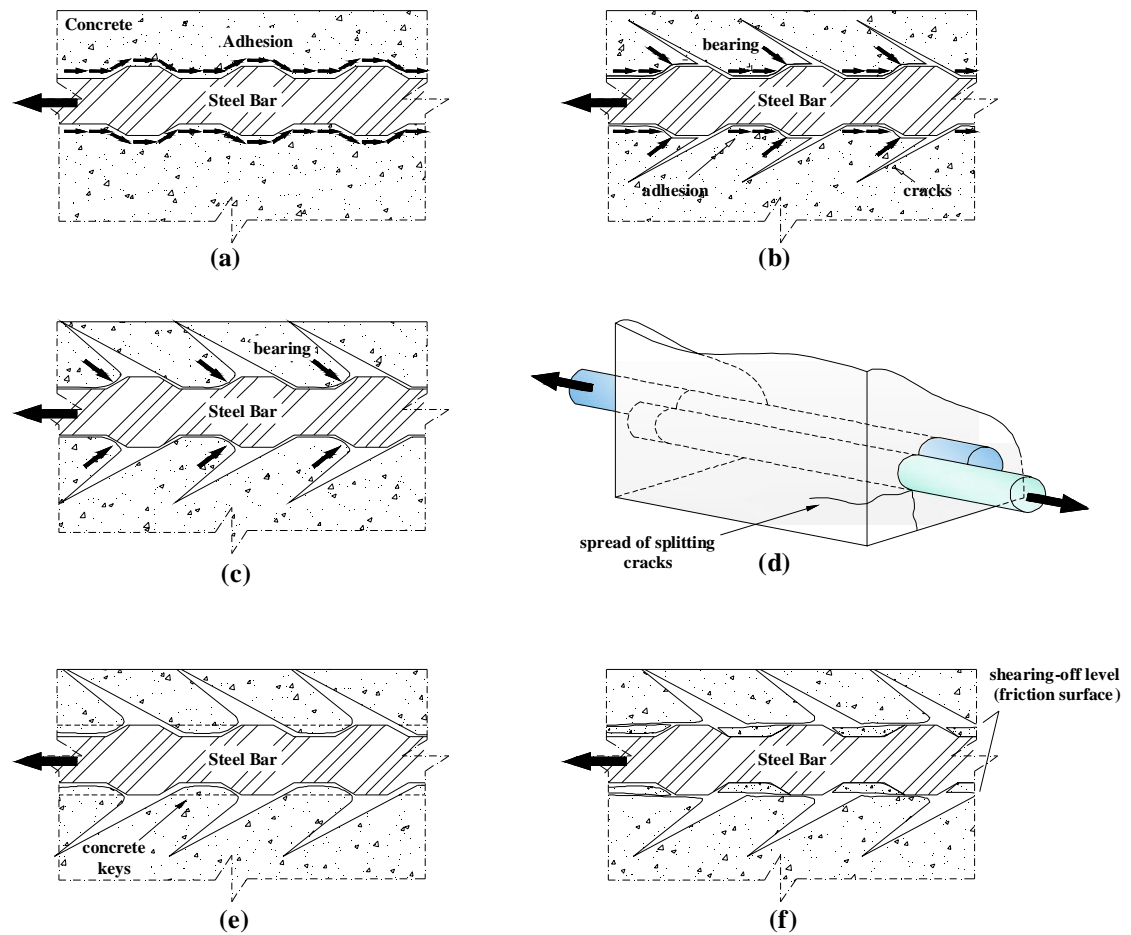 Concrete
Adhesion
Steel Bar
(a)
bearing
Steel Bar
adhesion
cracks
(b)
bearing
Steel Bar
(c)
spread of splitting
cracks
(d)
Steel Bar
concrete
keys
(e)
shearing-off level
(friction surface)
Steel Bar
(f)